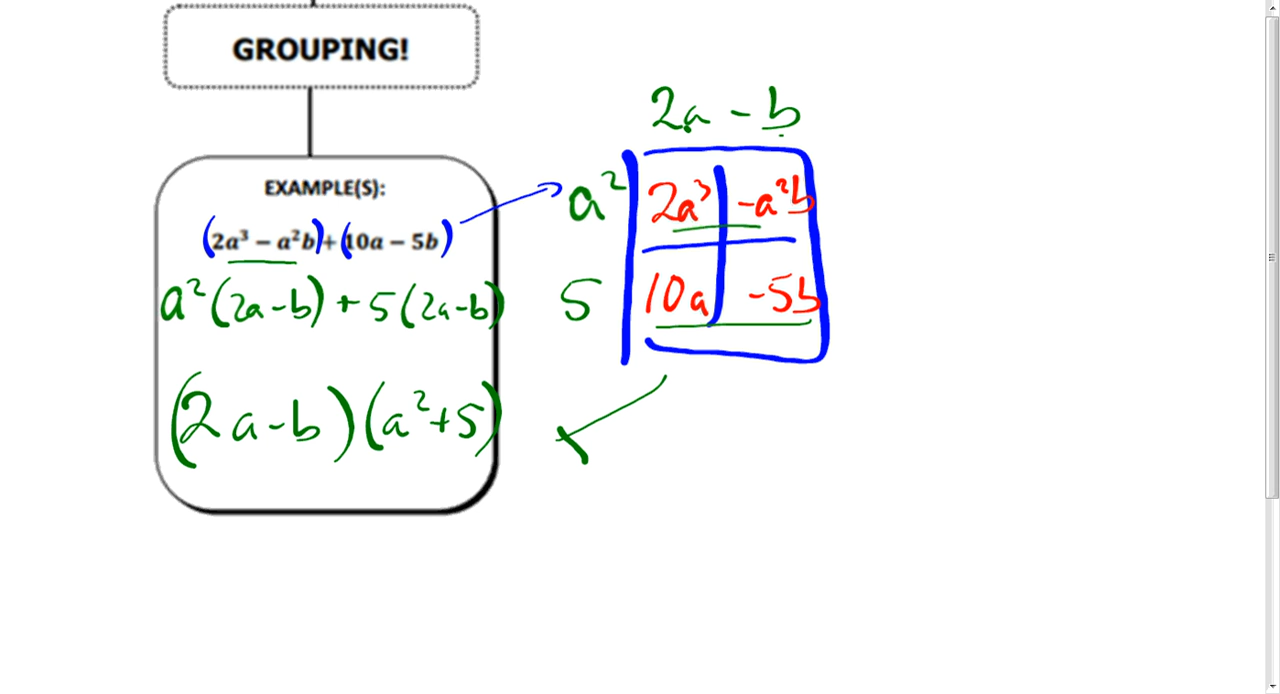 GROUPING!
EXAMPLE(S):
(2a³ – a²b)+(10a – 5b)
a²(2a-b)+5(2a-b)
(2a-b)(a²+5)
2a - b
a² 2a³ -a²b
5 10a -5b